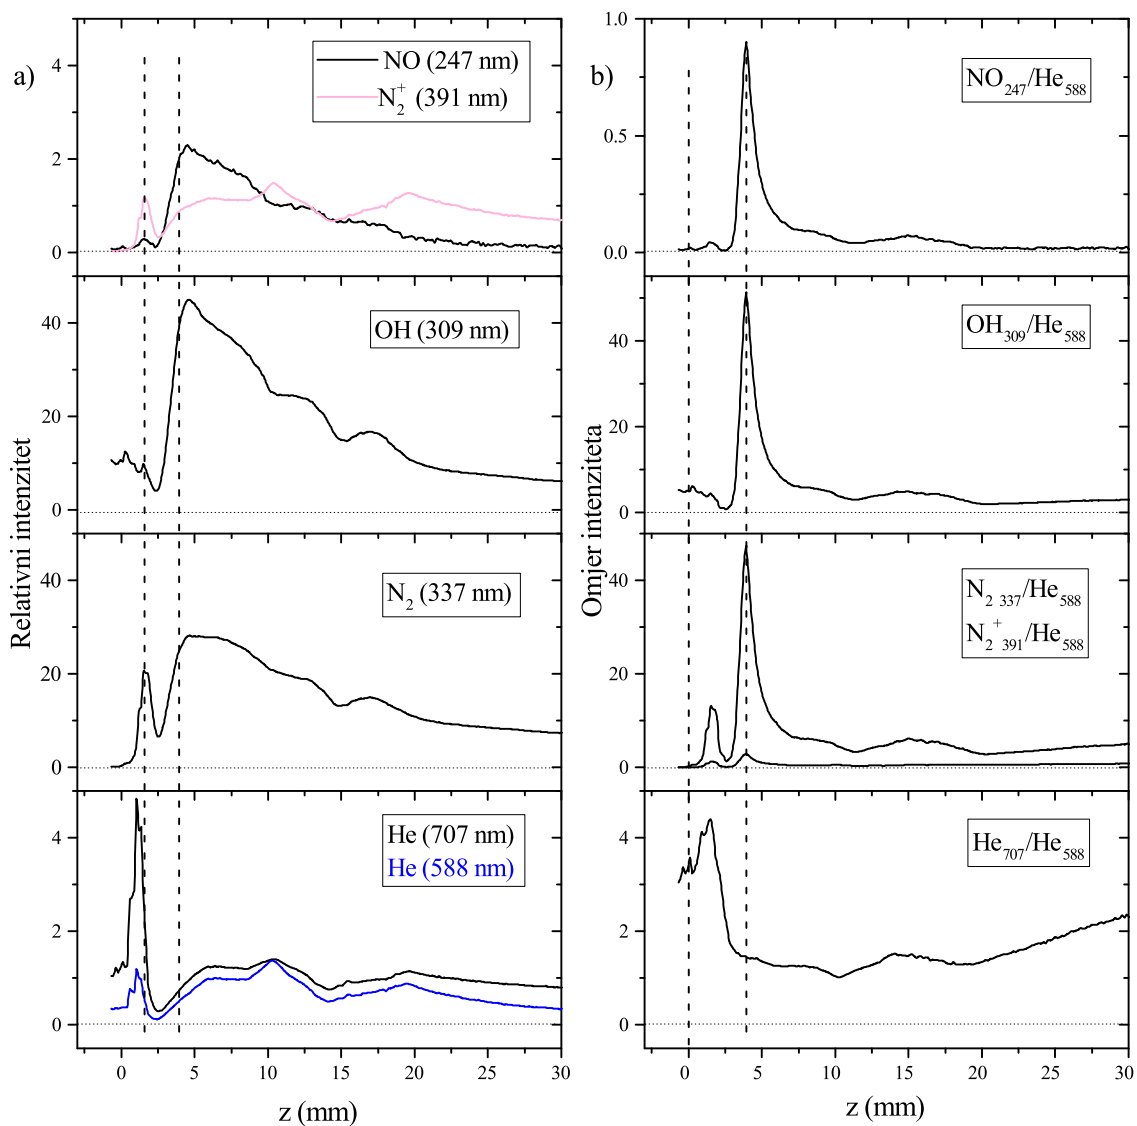 a)
NO (247 nm)
N₂⁺ (391 nm)
4
2
0
OH (309 nm)
40
20
0
Relativni intenzitet
N₂ (337 nm)
40
20
0
He (707 nm)
He (588 nm)
4
2
0
0 5 10 15 20 25 30
z (mm)
b)
NO₂₄₇/He₅₈₈
1.0
0.5
0.0
OH₃₀₉/He₅₈₈
40
20
0
Omjer intenziteta
N₂ ₃₃₇/He₅₈₈
N₂⁺₃₉₁/He₅₈₈
40
20
0
He₇₀₇/He₅₈₈
4
2
0
0 5 10 15 20 25 30
z (mm)